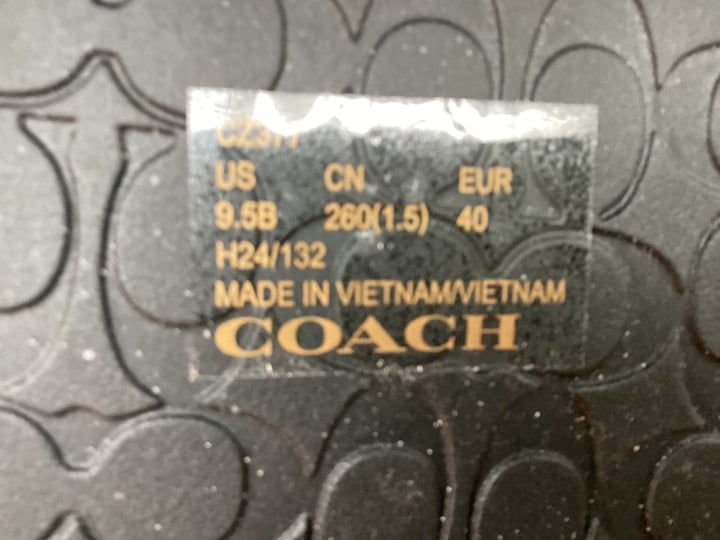 US CN EUR
9.5B 260(1.5) 40
H24/132
MADE IN VIETNAM/VIETNAM
COACH